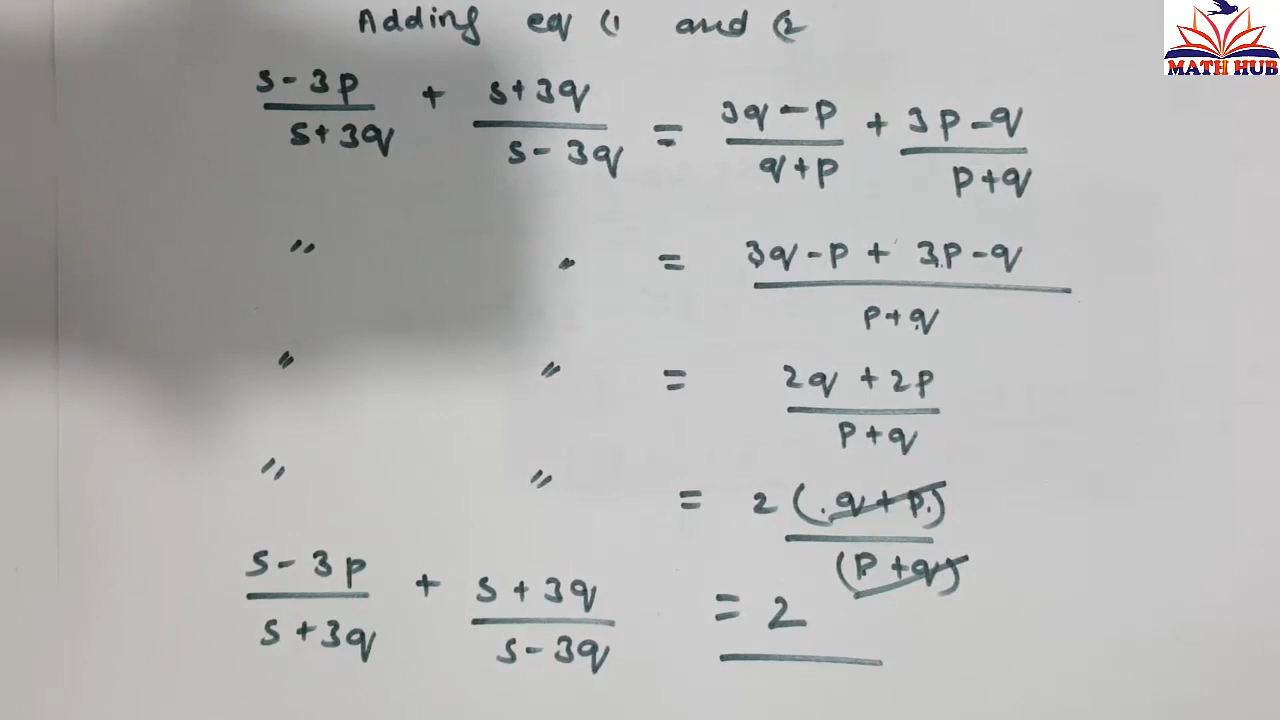 Adding eq (1 and (2
MATH HUB
s-3p/s+3q + s+3q/s-3q = 3q-p/q+p + 3p-q/p+q
" " = 3q-p + 3p-q/p+q
" " = 2q+2p/p+q
" " = 2(q+p)/(p+q)
s-3p/s+3q + s+3q/s-3q = 2